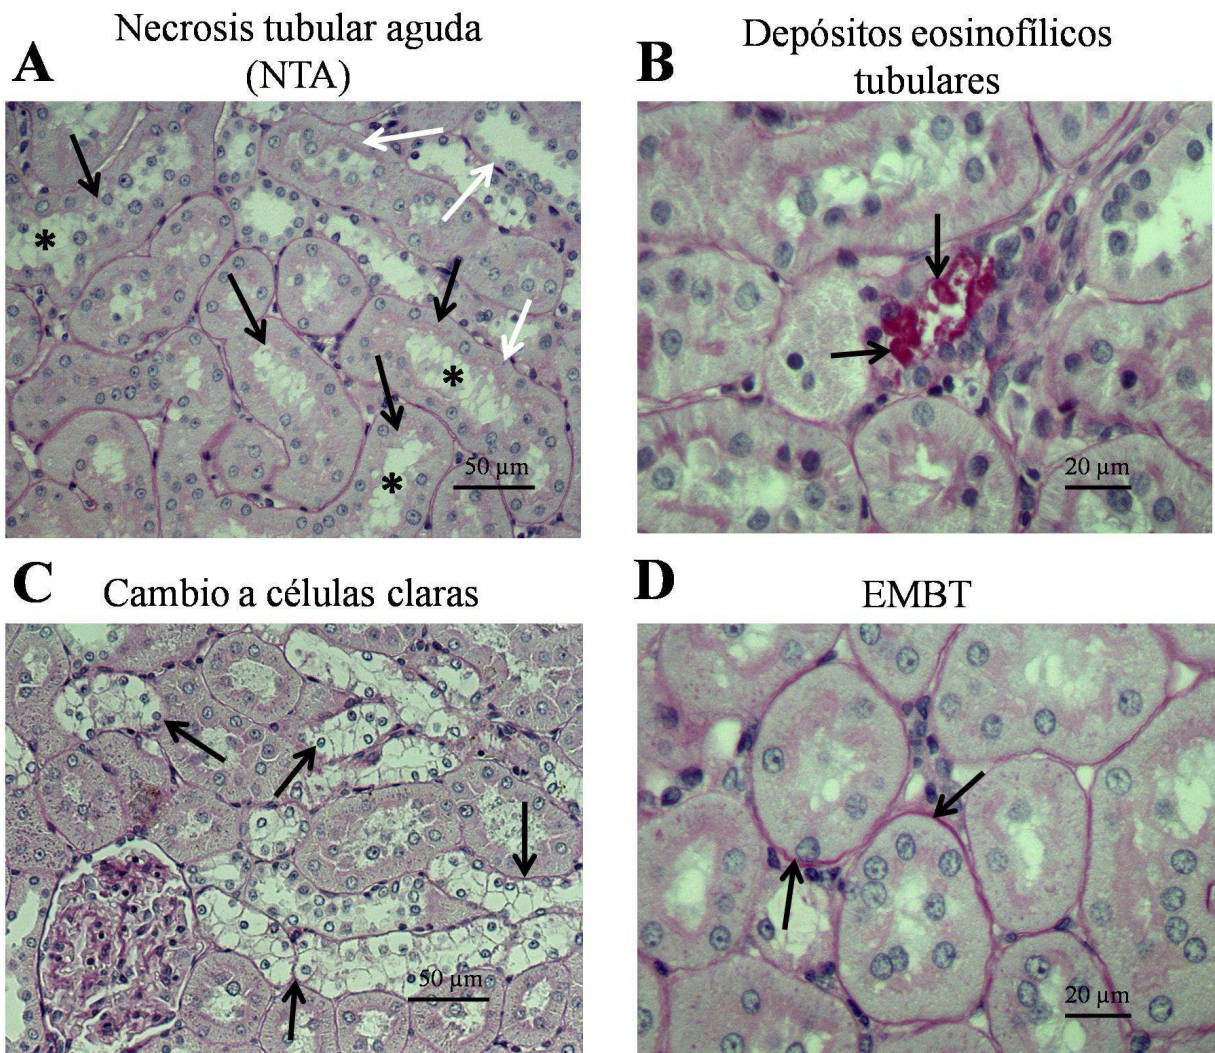 A
Necrosis tubular aguda
(NTA)
B
Depósitos eosinofílicos
tubulares
*
*
*
50 µm
20 µm
C
Cambio a células claras
D
EMBT
50 µm
20 µm